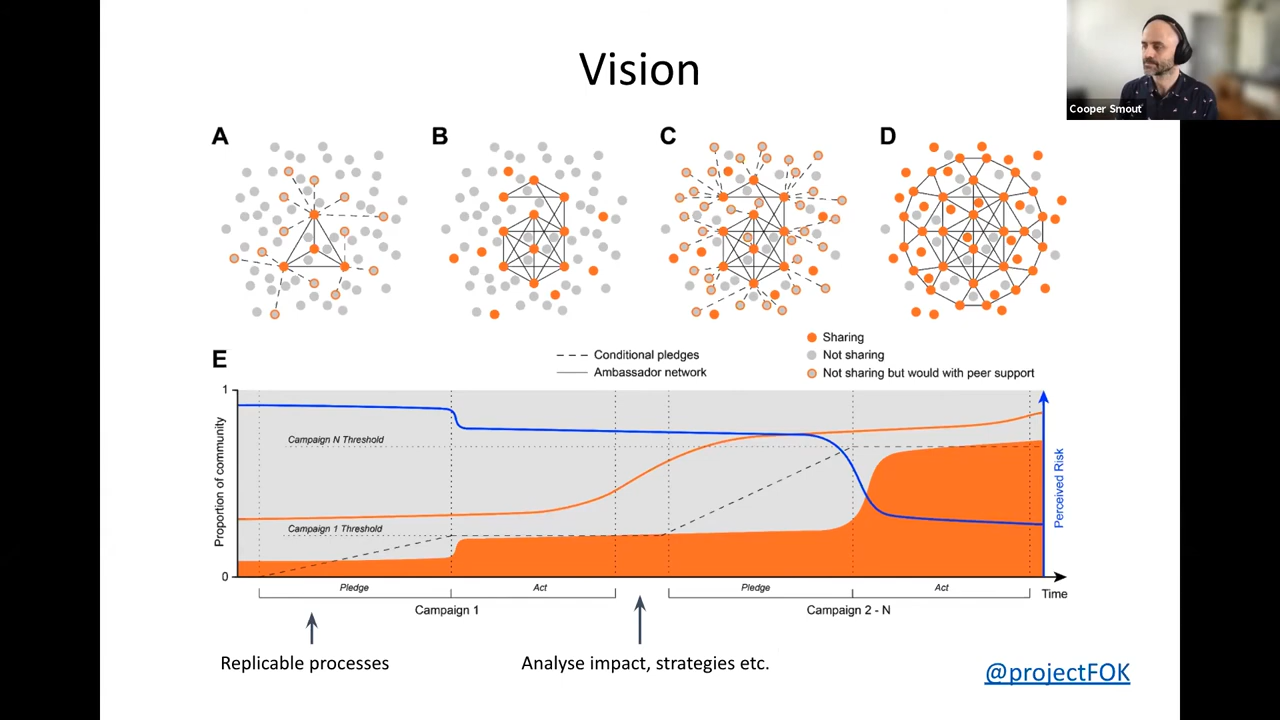 Vision
Cooper Smout
A
B
C
D
E
Conditional pledges
Ambassador network
Sharing
Not sharing
Not sharing but would with peer support
1
Proportion of community
0
Campaign N Threshold
Campaign 1 Threshold
Perceived Risk
Pledge
Act
Pledge
Act
Time
Campaign 1
Campaign 2 - N
Replicable processes
Analyse impact, strategies etc.
@projectFOK